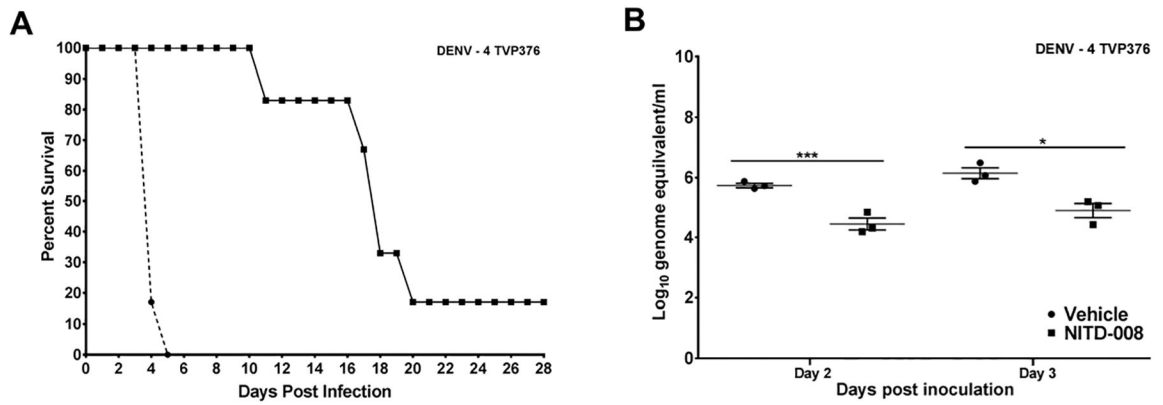 A
DENV - 4 TVP376
Percent Survival
100
90
80
70
60
50
40
30
20
10
0
0 2 4 6 8 10 12 14 16 18 20 22 24 26 28
Days Post Infection
B
DENV - 4 TVP376
Log10 genome equiilvalent/ml
10
8
6
4
2
0
***
*
Vehicle
NITD-008
Day 2 Day 3
Days post inoculation